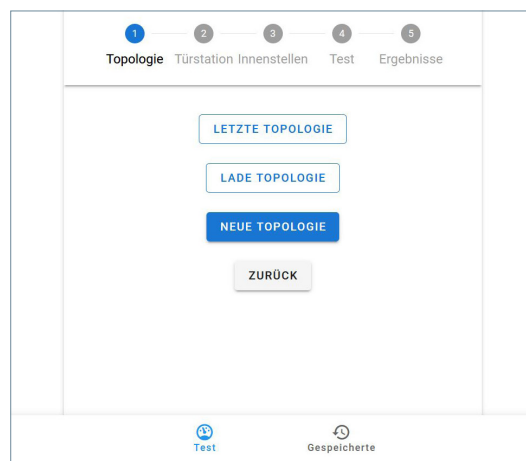 1 2 3 4 5
Topologie Türstation Innenstellen Test Ergebnisse
LETZTE TOPOLOGIE
LADE TOPOLOGIE
NEUE TOPOLOGIE
ZURÜCK
Test Gespeicherte